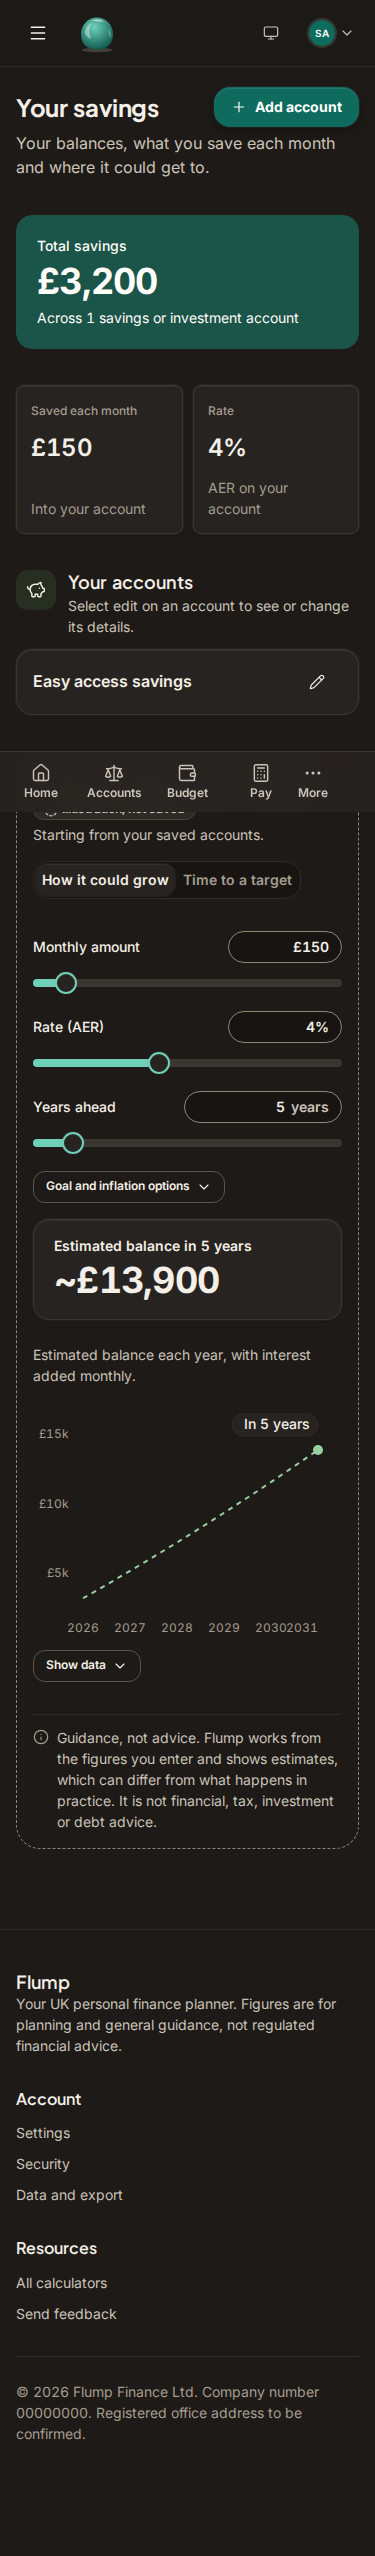 SA
Your savings
+ Add account
Your balances, what you save each month
and where it could get to.
Total savings
£3,200
Across 1 savings or investment account
Saved each month
£150
Into your account
Rate
4%
AER on your
account
Your accounts
Select edit on an account to see or change
its details.
Easy access savings
Home
Accounts
Budget
Pay
More
Starting from your saved accounts.
How it could grow
Time to a target
Monthly amount
£150
Rate (AER)
4%
Years ahead
5 years
Goal and inflation options
Estimated balance in 5 years
~£13,900
Estimated balance each year, with interest
added monthly.
In 5 years
£15k
£10k
£5k
2026 2027 2028 2029 2030 2031
Show data
Guidance, not advice. Flump works from
the figures you enter and shows estimates,
which can differ from what happens in
practice. It is not financial, tax, investment
or debt advice.
Flump
Your UK personal finance planner. Figures are for
planning and general guidance, not regulated
financial advice.
Account
Settings
Security
Data and export
Resources
All calculators
Send feedback
© 2026 Flump Finance Ltd. Company number
00000000. Registered office address to be
confirmed.